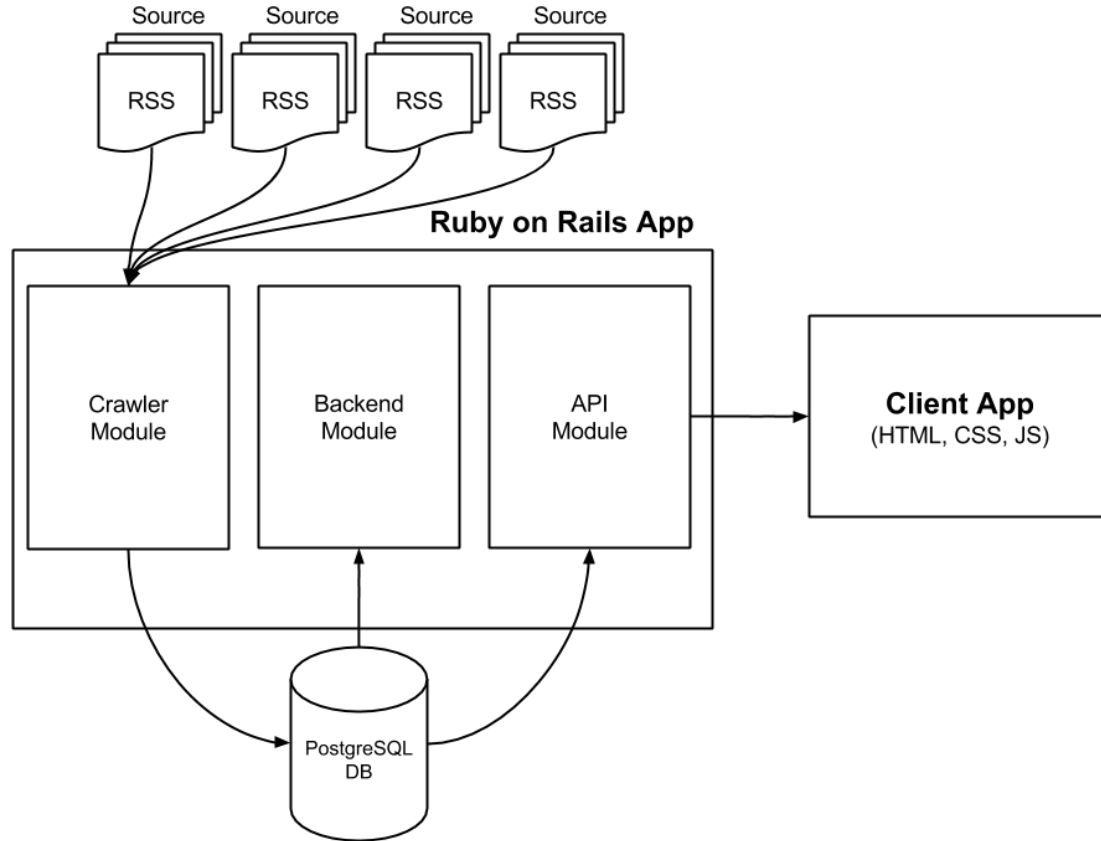 Source
Source
Source
Source
RSS
RSS
RSS
RSS
Ruby on Rails App
Crawler
Module
Backend
Module
API
Module
Client App
(HTML, CSS, JS)
PostgreSQL
DB